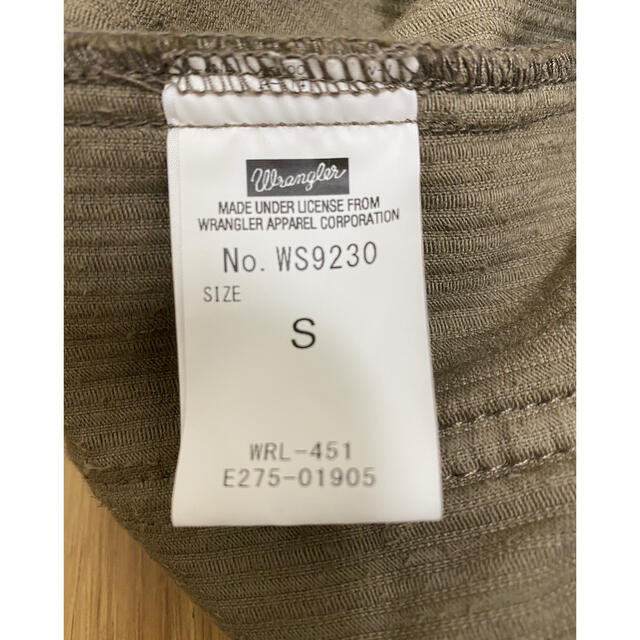 Wrangler
MADE UNDER LICENSE FROM
WRANGLER APPAREL CORPORATION
No. WS9230
SIZE
S
WRL-451
E275-01905